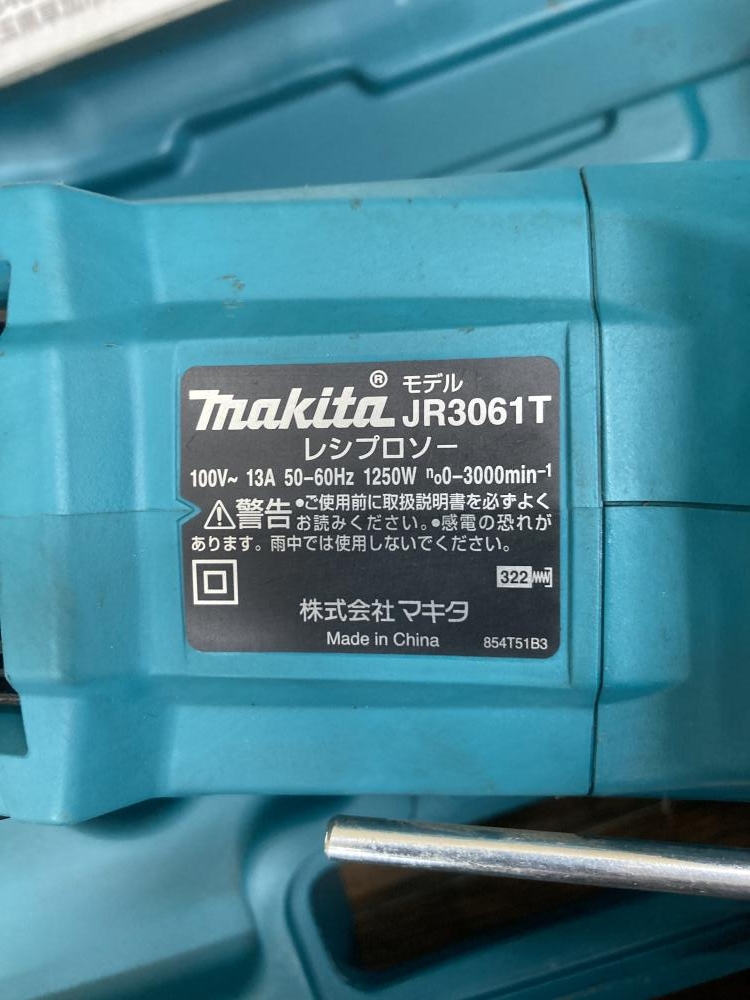 makita® モデル JR3061T
レシプロソー
100V~ 13A 50-60Hz 1250W n₀0-3000min⁻¹
警告 ●ご使用前に取扱説明書を必ずよく
お読みください。●感電の恐れが
あります。雨中では使用しないでください。
322
株式会社マキタ
Made in China 854T51B3